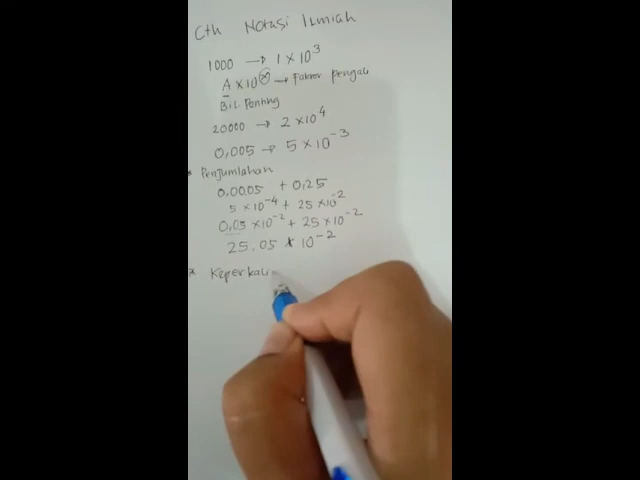 Cth Notasi Ilmiah
1000 → 1 × 10³
A × 10ⁿ → Faktor Pengali
Bil. Penting
20000 → 2 × 10⁴
0,005 → 5 × 10⁻³
* Penjumlahan
0,0005 + 0,25
5 × 10⁻⁴ + 25 × 10⁻²
0,05 × 10⁻² + 25 × 10⁻²
25,05 × 10⁻²
* Keperkali